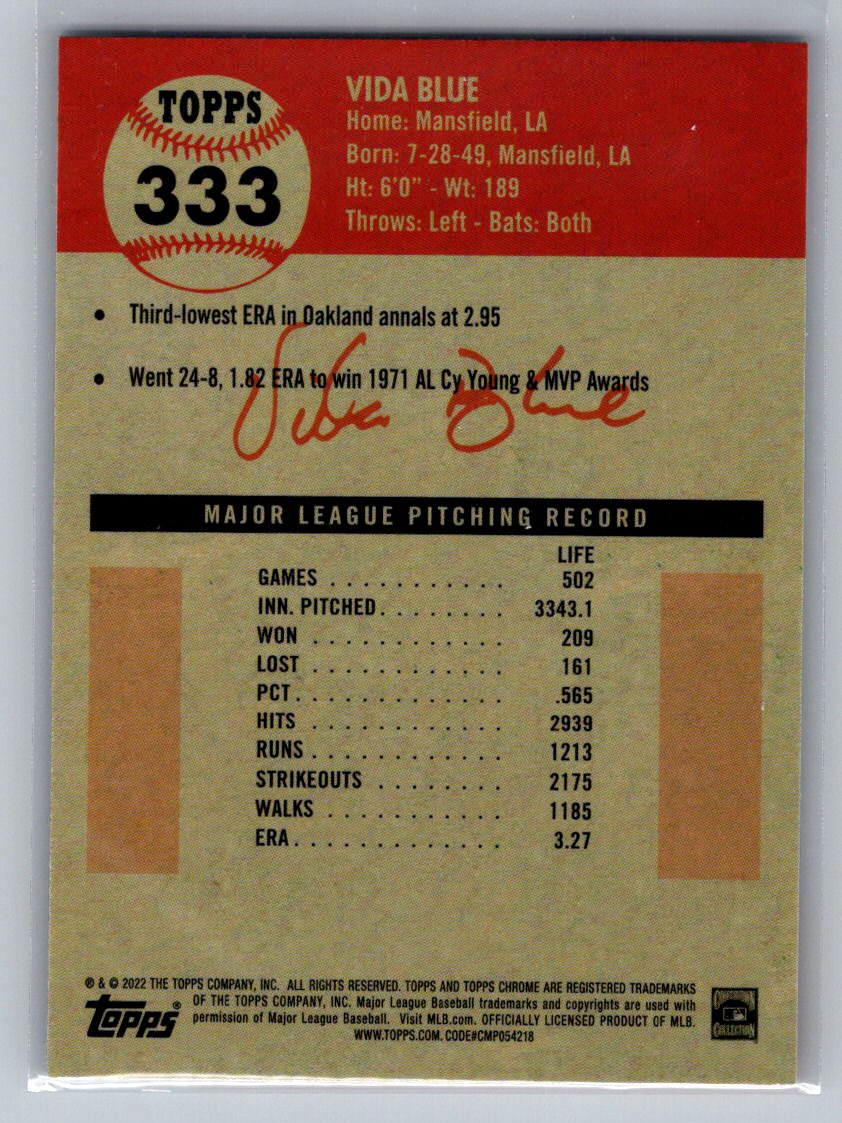 TOPPS
333
VIDA BLUE
Home: Mansfield, LA
Born: 7-28-49, Mansfield, LA
Ht: 6'0" - Wt: 189
Throws: Left - Bats: Both
• Third-lowest ERA in Oakland annals at 2.95
• Went 24-8, 1.82 ERA to win 1971 AL Cy Young & MVP Awards
Vida Blue
MAJOR LEAGUE PITCHING RECORD
LIFE
GAMES . . . . . . . . . . . . 502
INN. PITCHED. . . . . . . . 3343.1
WON . . . . . . . . . . . . 209
LOST . . . . . . . . . . . . 161
PCT. . . . . . . . . . . . . .565
HITS . . . . . . . . . . . . 2939
RUNS . . . . . . . . . . . . 1213
STRIKEOUTS . . . . . . . . 2175
WALKS . . . . . . . . . . . 1185
ERA. . . . . . . . . . . . . 3.27
® & © 2022 THE TOPPS COMPANY, INC. ALL RIGHTS RESERVED. TOPPS AND TOPPS CHROME ARE REGISTERED TRADEMARKS
OF THE TOPPS COMPANY, INC. Major League Baseball trademarks and copyrights are used with
permission of Major League Baseball. Visit MLB.com. OFFICIALLY LICENSED PRODUCT OF MLB.
WWW.TOPPS.COM. CODE#CMP054218
Topps®
COOPERSTOWN
COLLECTION